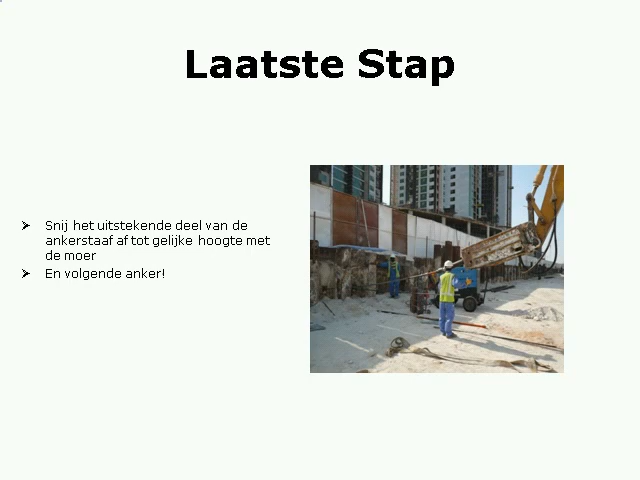 Laatste Stap
Snij het uitstekende deel van de
ankerstaaf af tot gelijke hoogte met
de moer
En volgende anker!